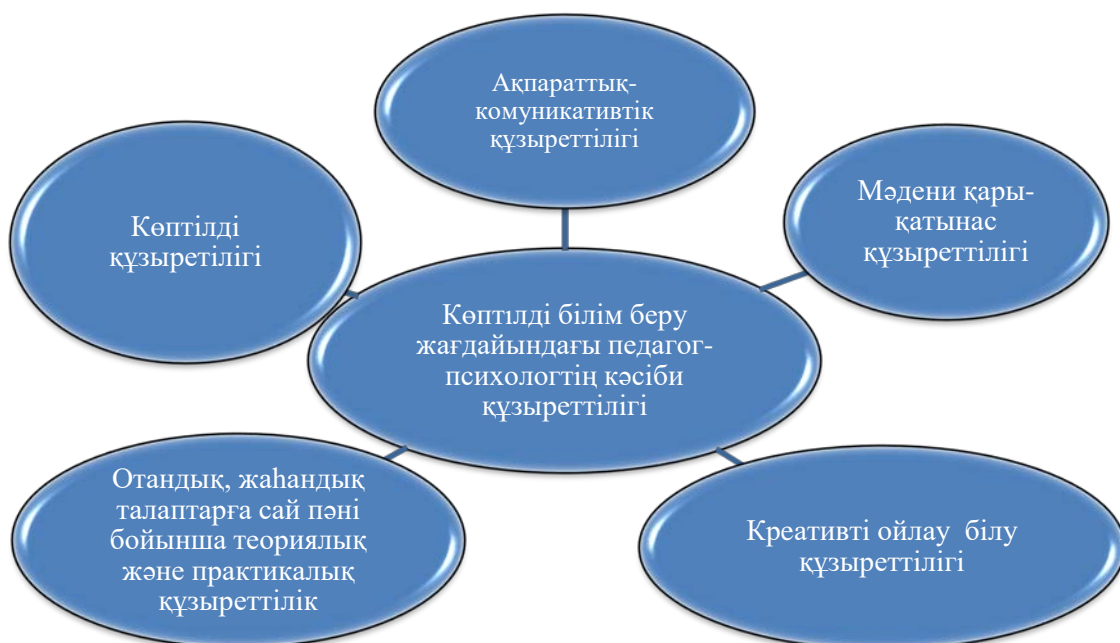 Ақпараттық-
комуникативтік
құзыреттілігі
Көптілді
құзыретілігі
Мәдени қары-
қатынас
құзыреттілігі
Көптілді білім беру
жағдайындағы педагог-
психологтің кәсіби
құзыреттілігі
Отандық, жаһандық
талаптарға сай пәні
бойынша теориялық
және практикалық
құзыреттілік
Креативті ойлау білу
құзыреттілігі